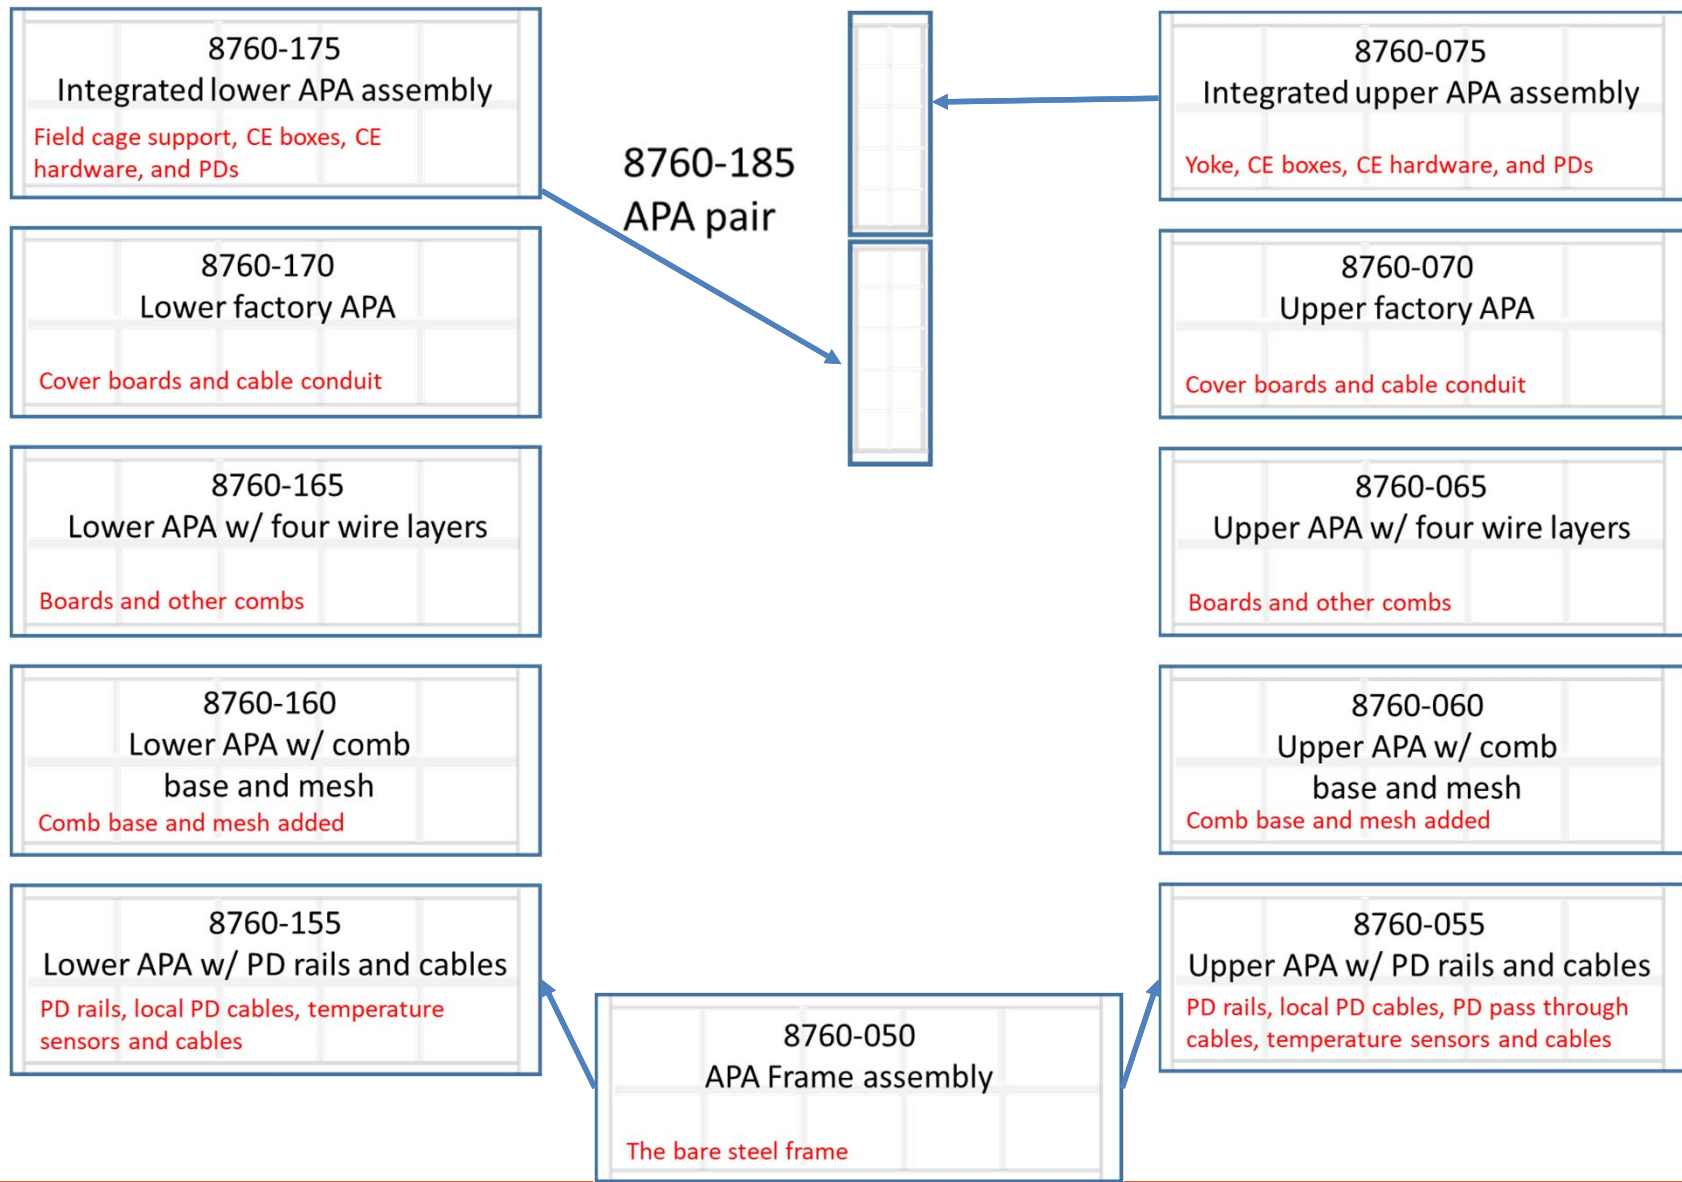 8760-175
Integrated lower APA assembly
Field cage support, CE boxes, CE
hardware, and PDs
8760-170
Lower factory APA
Cover boards and cable conduit
8760-165
Lower APA w/ four wire layers
Boards and other combs
8760-160
Lower APA w/ comb
base and mesh
Comb base and mesh added
8760-155
Lower APA w/ PD rails and cables
PD rails, local PD cables, temperature
sensors and cables
8760-185
APA pair
8760-050
APA Frame assembly
The bare steel frame
8760-075
Integrated upper APA assembly
Yoke, CE boxes, CE hardware, and PDs
8760-070
Upper factory APA
Cover boards and cable conduit
8760-065
Upper APA w/ four wire layers
Boards and other combs
8760-060
Upper APA w/ comb
base and mesh
Comb base and mesh added
8760-055
Upper APA w/ PD rails and cables
PD rails, local PD cables, PD pass through
cables, temperature sensors and cables